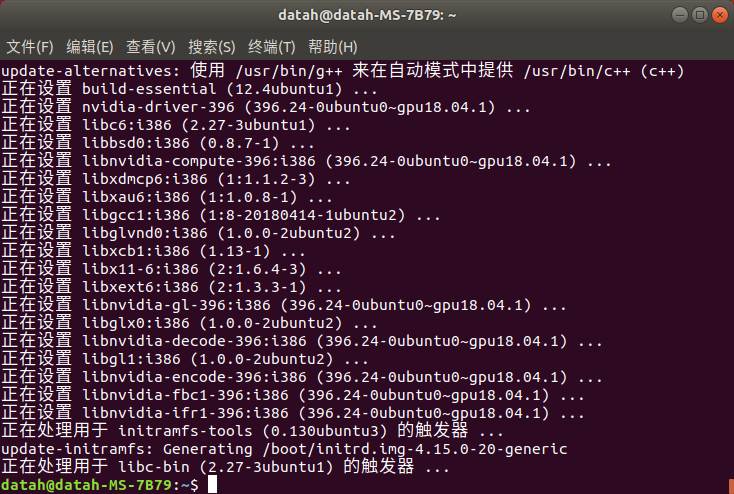 datah@datah-MS-7B79: ~
文件(F) 编辑(E) 查看(V) 搜索(S) 终端(T) 帮助(H)
update-alternatives: 使用 /usr/bin/g++ 来在自动模式中提供 /usr/bin/c++ (c++)
正在设置 build-essential (12.4ubuntu1) ...
正在设置 nvidia-driver-396 (396.24-0ubuntu0~gpu18.04.1) ...
正在设置 libc6:i386 (2.27-3ubuntu1) ...
正在设置 libbsd0:i386 (0.8.7-1) ...
正在设置 libnvidia-compute-396:i386 (396.24-0ubuntu0~gpu18.04.1) ...
正在设置 libxdmcp6:i386 (1:1.1.2-3) ...
正在设置 libxau6:i386 (1:1.0.8-1) ...
正在设置 libgcc1:i386 (1:8-20180414-1ubuntu2) ...
正在设置 libglvnd0:i386 (1.0.0-2ubuntu2) ...
正在设置 libxcb1:i386 (1.13-1) ...
正在设置 libx11-6:i386 (2:1.6.4-3) ...
正在设置 libxext6:i386 (2:1.3.3-1) ...
正在设置 libnvidia-gl-396:i386 (396.24-0ubuntu0~gpu18.04.1) ...
正在设置 libglx0:i386 (1.0.0-2ubuntu2) ...
正在设置 libnvidia-decode-396:i386 (396.24-0ubuntu0~gpu18.04.1) ...
正在设置 libgl1:i386 (1.0.0-2ubuntu2) ...
正在设置 libnvidia-encode-396:i386 (396.24-0ubuntu0~gpu18.04.1) ...
正在设置 libnvidia-fbc1-396:i386 (396.24-0ubuntu0~gpu18.04.1) ...
正在设置 libnvidia-ifr1-396:i386 (396.24-0ubuntu0~gpu18.04.1) ...
正在处理用于 initramfs-tools (0.130ubuntu3) 的触发器 ...
update-initramfs: Generating /boot/initrd.img-4.15.0-20-generic
正在处理用于 libc-bin (2.27-3ubuntu1) 的触发器 ...
datah@datah-MS-7B79:~$